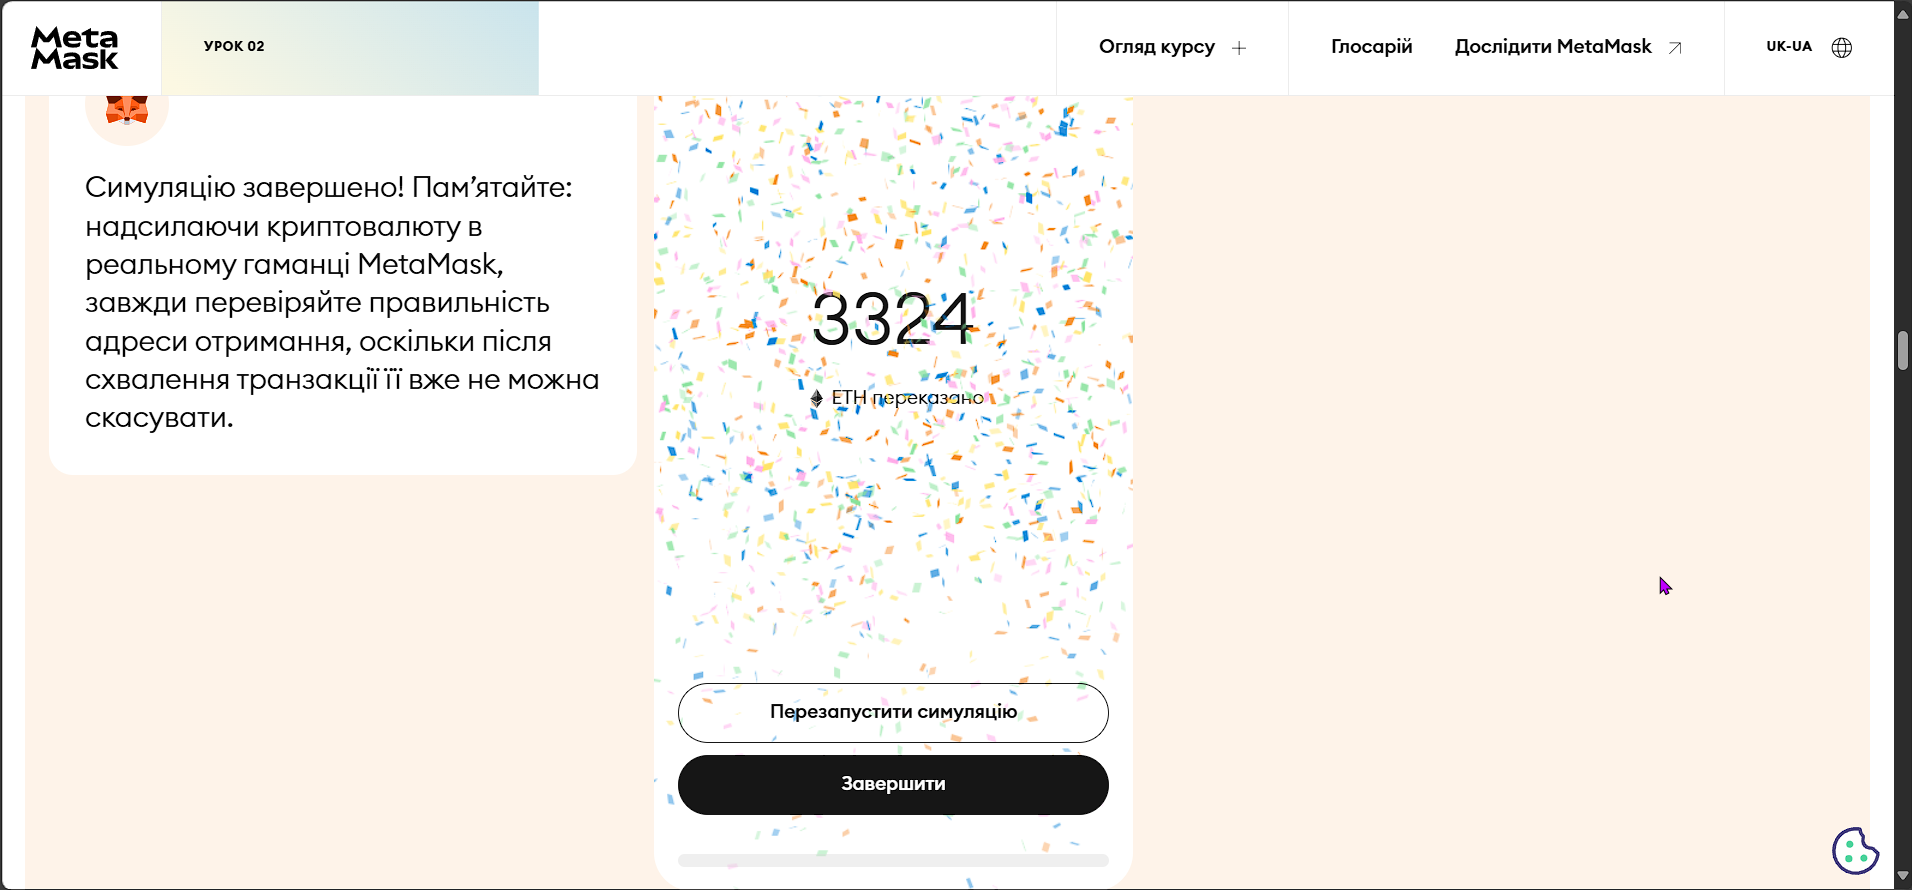 Meta
Mask
УРОК 02
Огляд курсу
Глосарій
Дослідити MetaMask
UK-UA
Симуляцію завершено! Пам’ятайте:
надсилаючи криптовалюту в
реальному гаманці MetaMask,
завжди перевіряйте правильність
адреси отримання, оскільки після
схвалення транзакції її вже не можна
скасувати.
3324
ETH переказано
Перезапустити симуляцію
Завершити